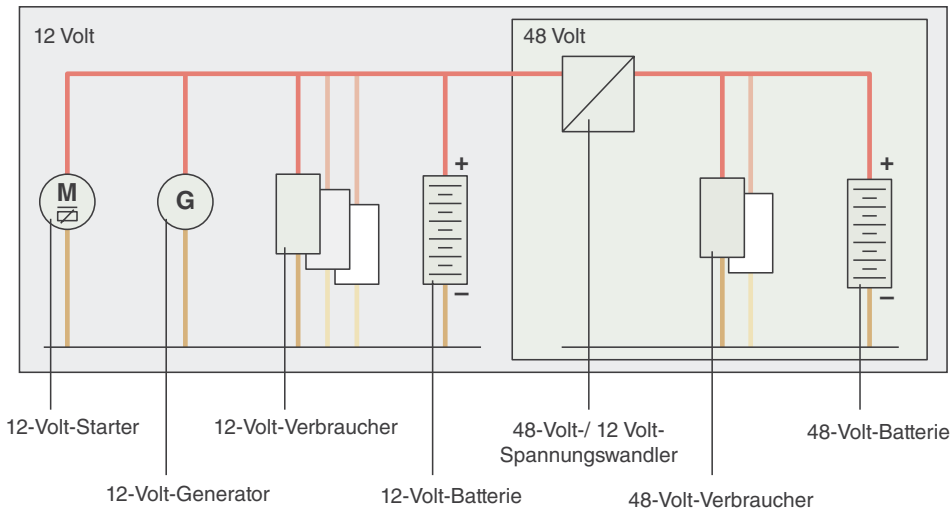 12 Volt
48 Volt
M
G
+
–
+
–
12-Volt-Starter
12-Volt-Verbraucher
48-Volt-/ 12 Volt-
Spannungswandler
48-Volt-Batterie
12-Volt-Generator
12-Volt-Batterie
48-Volt-Verbraucher